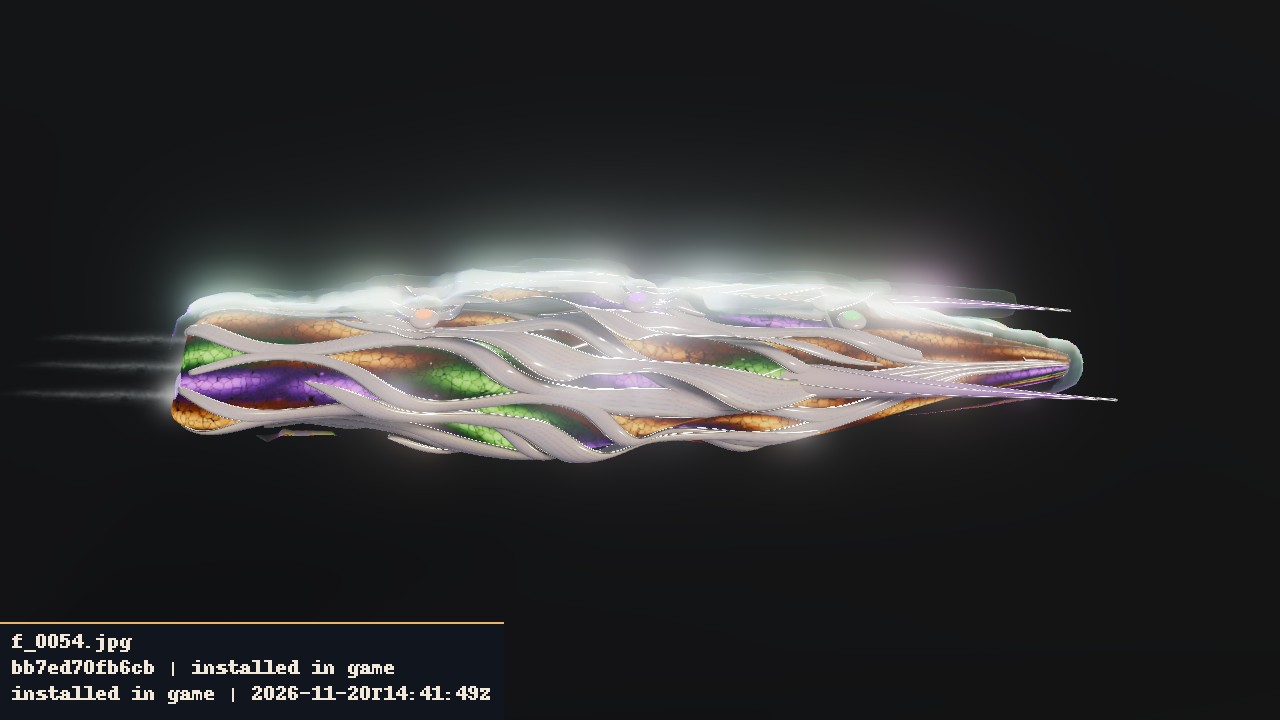 f_0054.jpg
bb7ed70fb6cb | installed in game
installed in game | 2026-11-20T14:41:49Z